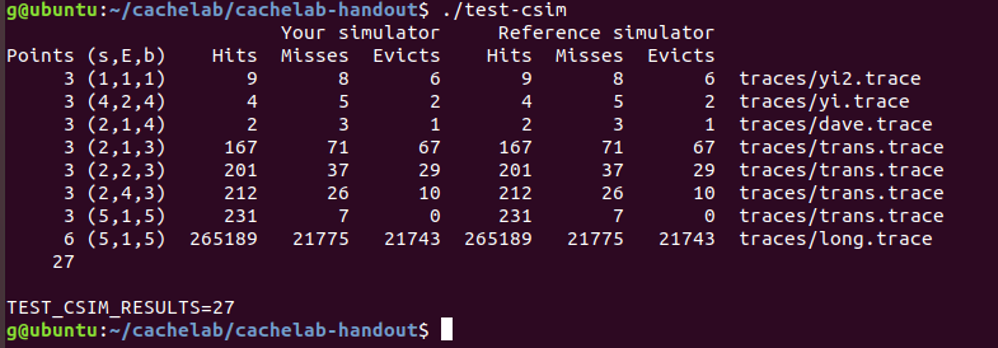 g@ubuntu:~/cachelab/cachelab-handout$ ./test-csim
                        Your simulator     Reference simulator
Points (s,E,b)    Hits  Misses  Evicts    Hits  Misses  Evicts
     3 (1,1,1)       9       8       6       9       8       6  traces/yi2.trace
     3 (4,2,4)       4       5       2       4       5       2  traces/yi.trace
     3 (2,1,4)       2       3       1       2       3       1  traces/dave.trace
     3 (2,1,3)     167      71      67     167      71      67  traces/trans.trace
     3 (2,2,3)     201      37      29     201      37      29  traces/trans.trace
     3 (2,4,3)     212      26      10     212      26      10  traces/trans.trace
     3 (5,1,5)     231       7       0     231       7       0  traces/trans.trace
     6 (5,1,5)  265189   21775   21743  265189   21775   21743  traces/long.trace
    27
TEST_CSIM_RESULTS=27
g@ubuntu:~/cachelab/cachelab-handout$